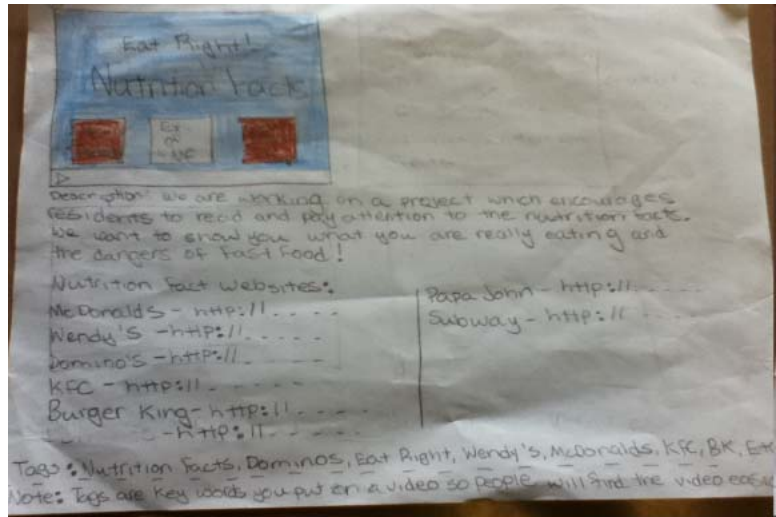 Eat Right!
Nutrition Facts
Description: We are working on a project which encourages
residents to read and pay attention to the nutrition facts.
We want to show you what you are really eating and
the dangers of fast food!
Nutrition Fact Websites:
McDonalds - http://.....
Wendy's - http://.....
Domino's - http://.....
KFC - http://.....
Burger King - http://.....
- http://.....
Papa John - http://.....
Subway - http://.....
Tags: Nutrition Facts, Dominos, Eat Right, Wendy's, McDonalds, KFC, BK, Etc
Note: Tags are key words you put on a video so people will find the video easy